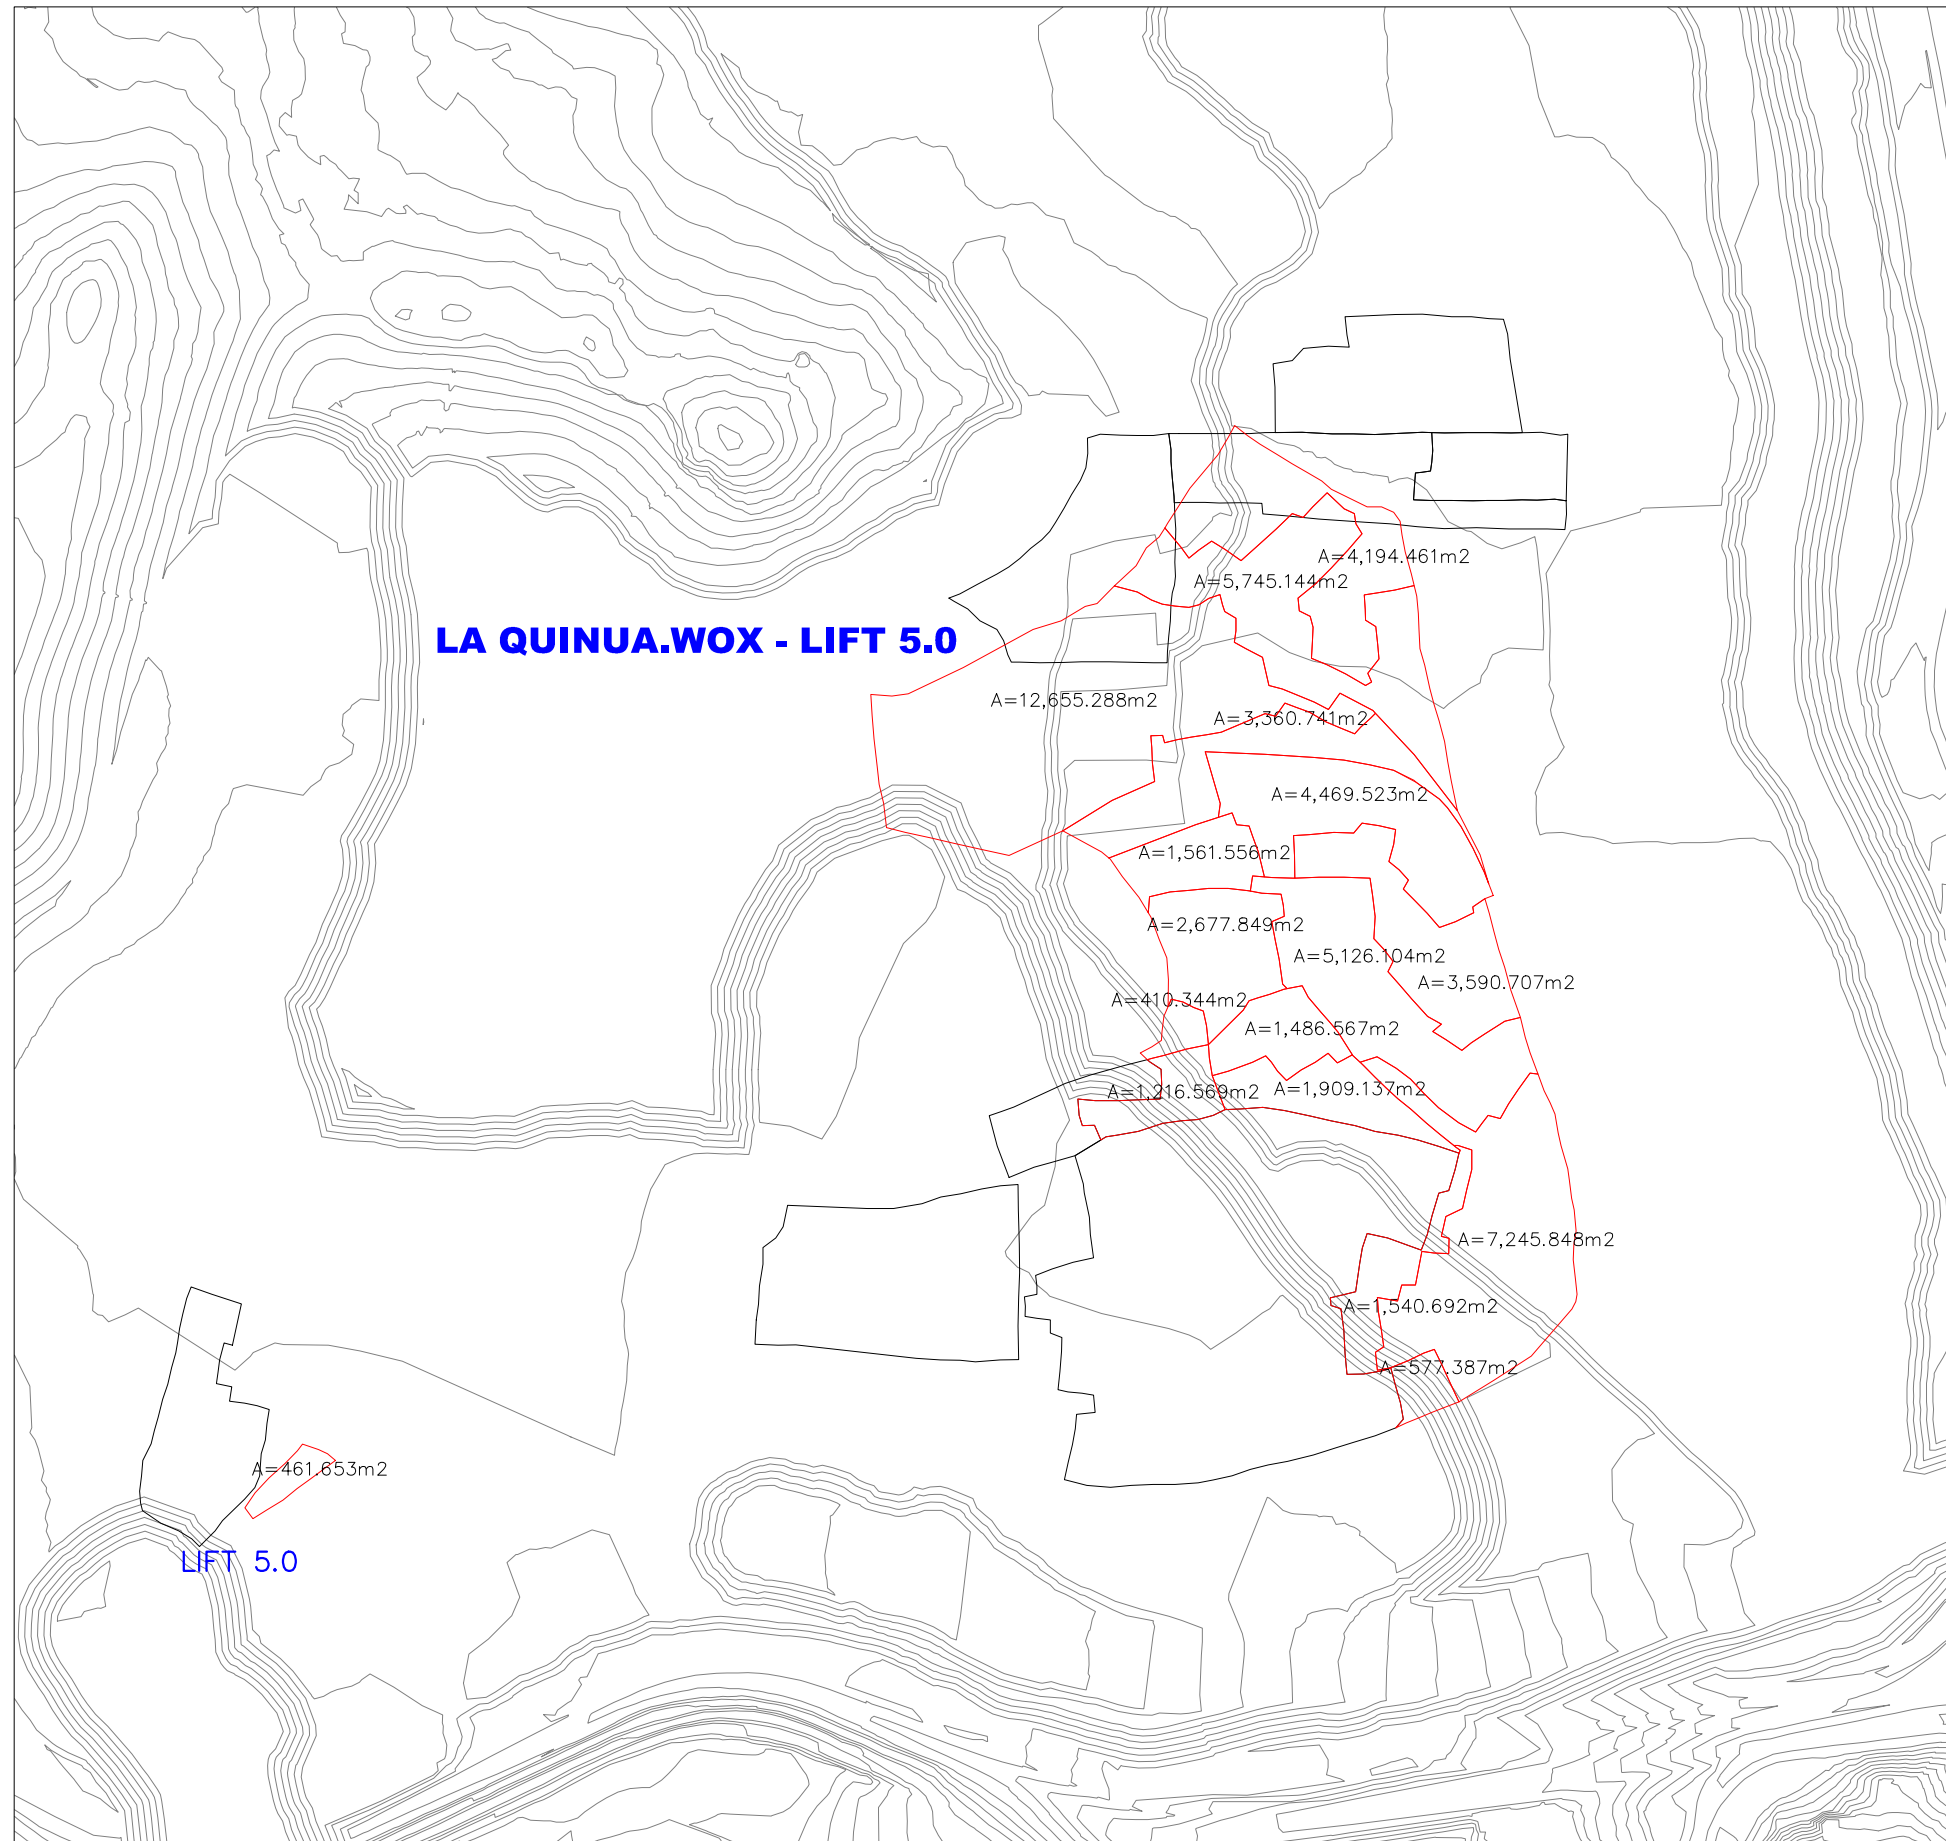 A=4,194.461m2
A=5,745.144m2
LA QUINUA.WOX - LIFT 5.0
A=12,655.288m2
A=3,360.741m2
A=4,469.523m2
A=1,561.556m2
A=2,677.849m2
A=5,126.104m2
A=3,590.707m2
A=410.344m2
A=1,486.567m2
A=1,216.569m2
A=1,909.137m2
A=7,245.848m2
A=1,540.692m2
A=577.387m2
A=461.653m2
LIFT 5.0